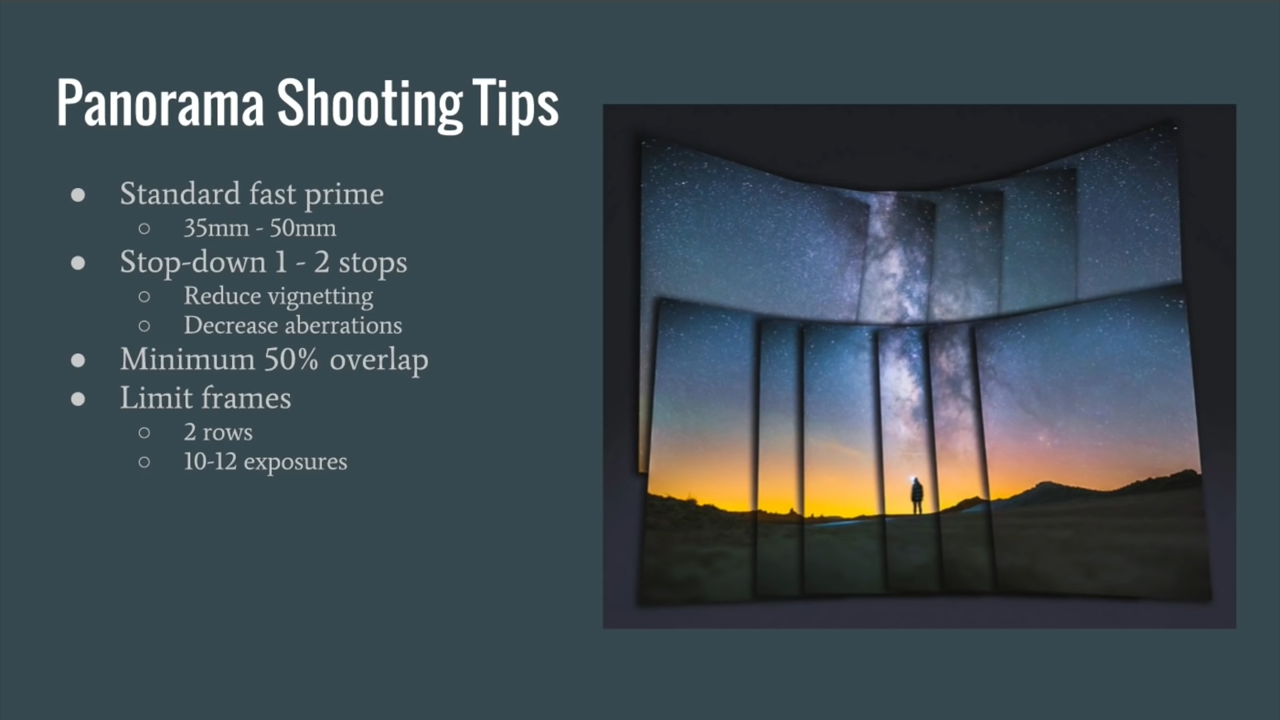 Panorama Shooting Tips
● Standard fast prime
○ 35mm - 50mm
● Stop-down 1 - 2 stops
○ Reduce vignetting
○ Decrease aberrations
● Minimum 50% overlap
● Limit frames
○ 2 rows
○ 10-12 exposures